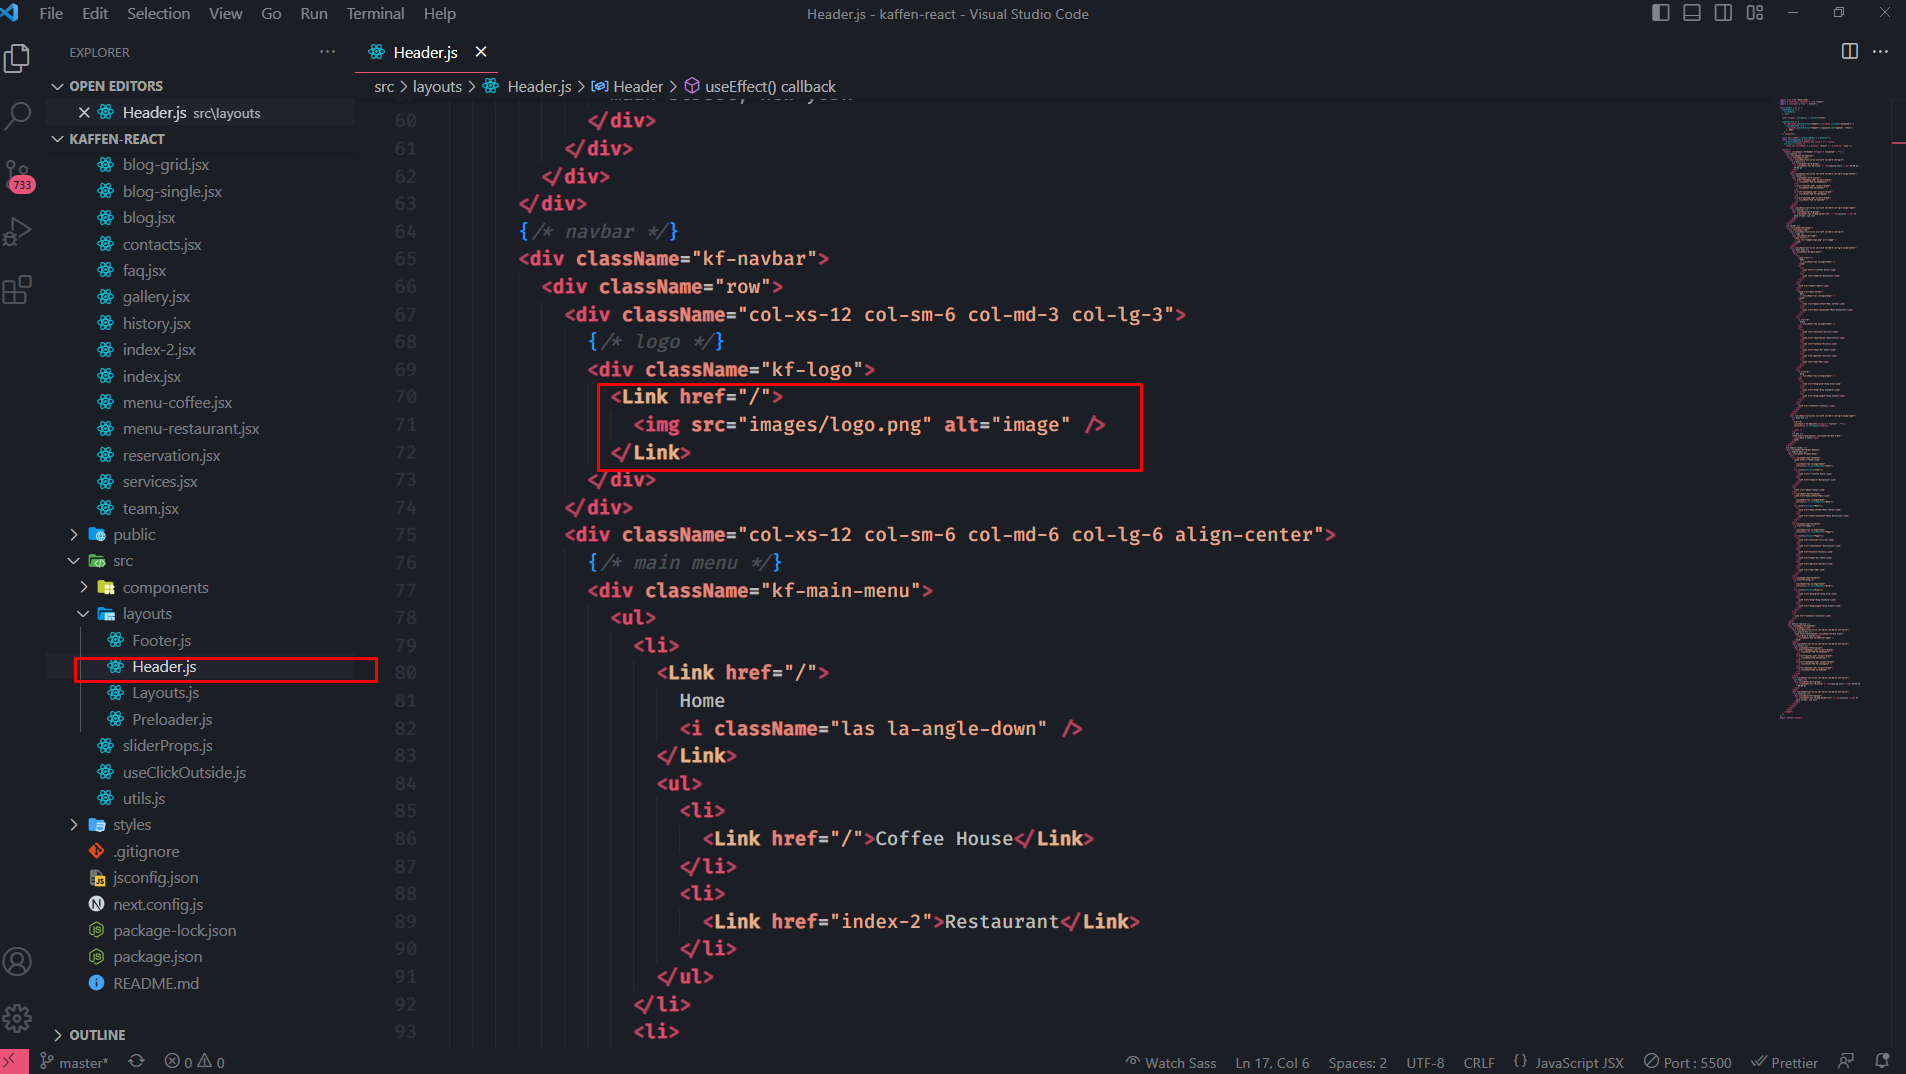 File Edit Selection View Go Run Terminal Help
Header.js - kaffen-react - Visual Studio Code
EXPLORER
OPEN EDITORS
Header.js src\layouts
KAFFEN-REACT
blog-grid.jsx
blog-single.jsx
blog.jsx
contacts.jsx
faq.jsx
gallery.jsx
history.jsx
index-2.jsx
index.jsx
menu-coffee.jsx
menu-restaurant.jsx
reservation.jsx
services.jsx
team.jsx
public
src
components
layouts
Footer.js
Header.js
Layouts.js
Preloader.js
sliderProps.js
useClickOutside.js
utils.js
styles
.gitignore
jsconfig.json
next.config.js
package-lock.json
package.json
README.md
OUTLINE
733
Header.js
src > layouts > Header.js > Header > useEffect() callback
60 </div>
61 </div>
62 </div>
63 </div>
64 {/* navbar */}
65 <div className="kf-navbar">
66 <div className="row">
67 <div className="col-xs-12 col-sm-6 col-md-3 col-lg-3">
68 {/* logo */}
69 <div className="kf-logo">
70 <Link href="/">
71 <img src="images/logo.png" alt="image" />
72 </Link>
73 </div>
74 </div>
75 <div className="col-xs-12 col-sm-6 col-md-6 col-lg-6 align-center">
76 {/* main menu */}
77 <div className="kf-main-menu">
78 <ul>
79 <li>
80 <Link href="/">
81 Home
82 <i className="las la-angle-down" />
83 </Link>
84 <ul>
85 <li>
86 <Link href="/">Coffee House</Link>
87 </li>
88 <li>
89 <Link href="index-2">Restaurant</Link>
90 </li>
91 </ul>
92 </li>
93 <li>
master* 0 0
Watch Sass Ln 17, Col 6 Spaces: 2 UTF-8 CRLF {} JavaScript JSX Port : 5500 Prettier